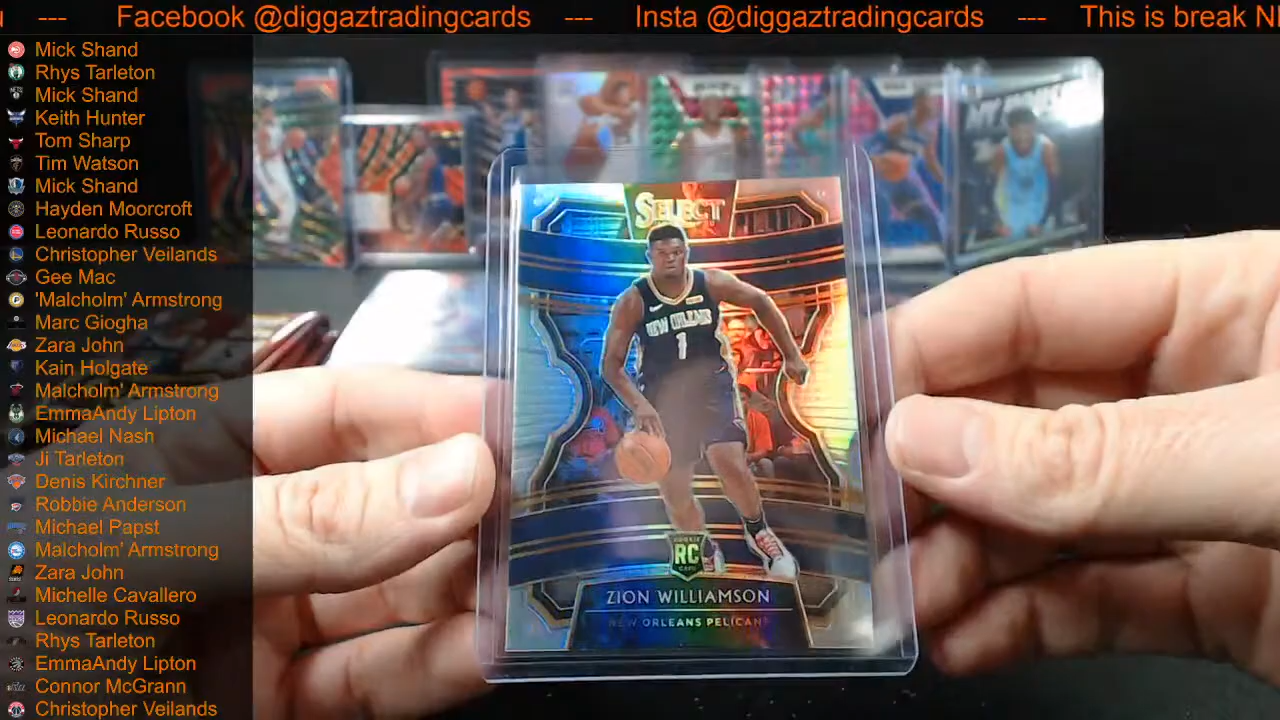 --- Facebook @diggaztradingcards --- Insta @diggaztradingcards --- This is break
Mick Shand
Rhys Tarleton
Mick Shand
Keith Hunter
Tom Sharp
Tim Watson
Mick Shand
Hayden Moorcroft
Leonardo Russo
Christopher Veilands
Gee Mac
'Malcholm' Armstrong
Marc Giogha
Zara John
Kain Holgate
Malcholm' Armstrong
EmmaAndy Lipton
Michael Nash
Ji Tarleton
Denis Kirchner
Robbie Anderson
Michael Papst
Malcholm' Armstrong
Zara John
Michelle Cavallero
Leonardo Russo
Rhys Tarleton
EmmaAndy Lipton
Connor McGrann
Christopher Veilands
SELECT
NEW ORLEANS
1
ROOKIE
RC
CARD
ZION WILLIAMSON
NEW ORLEANS PELICANS